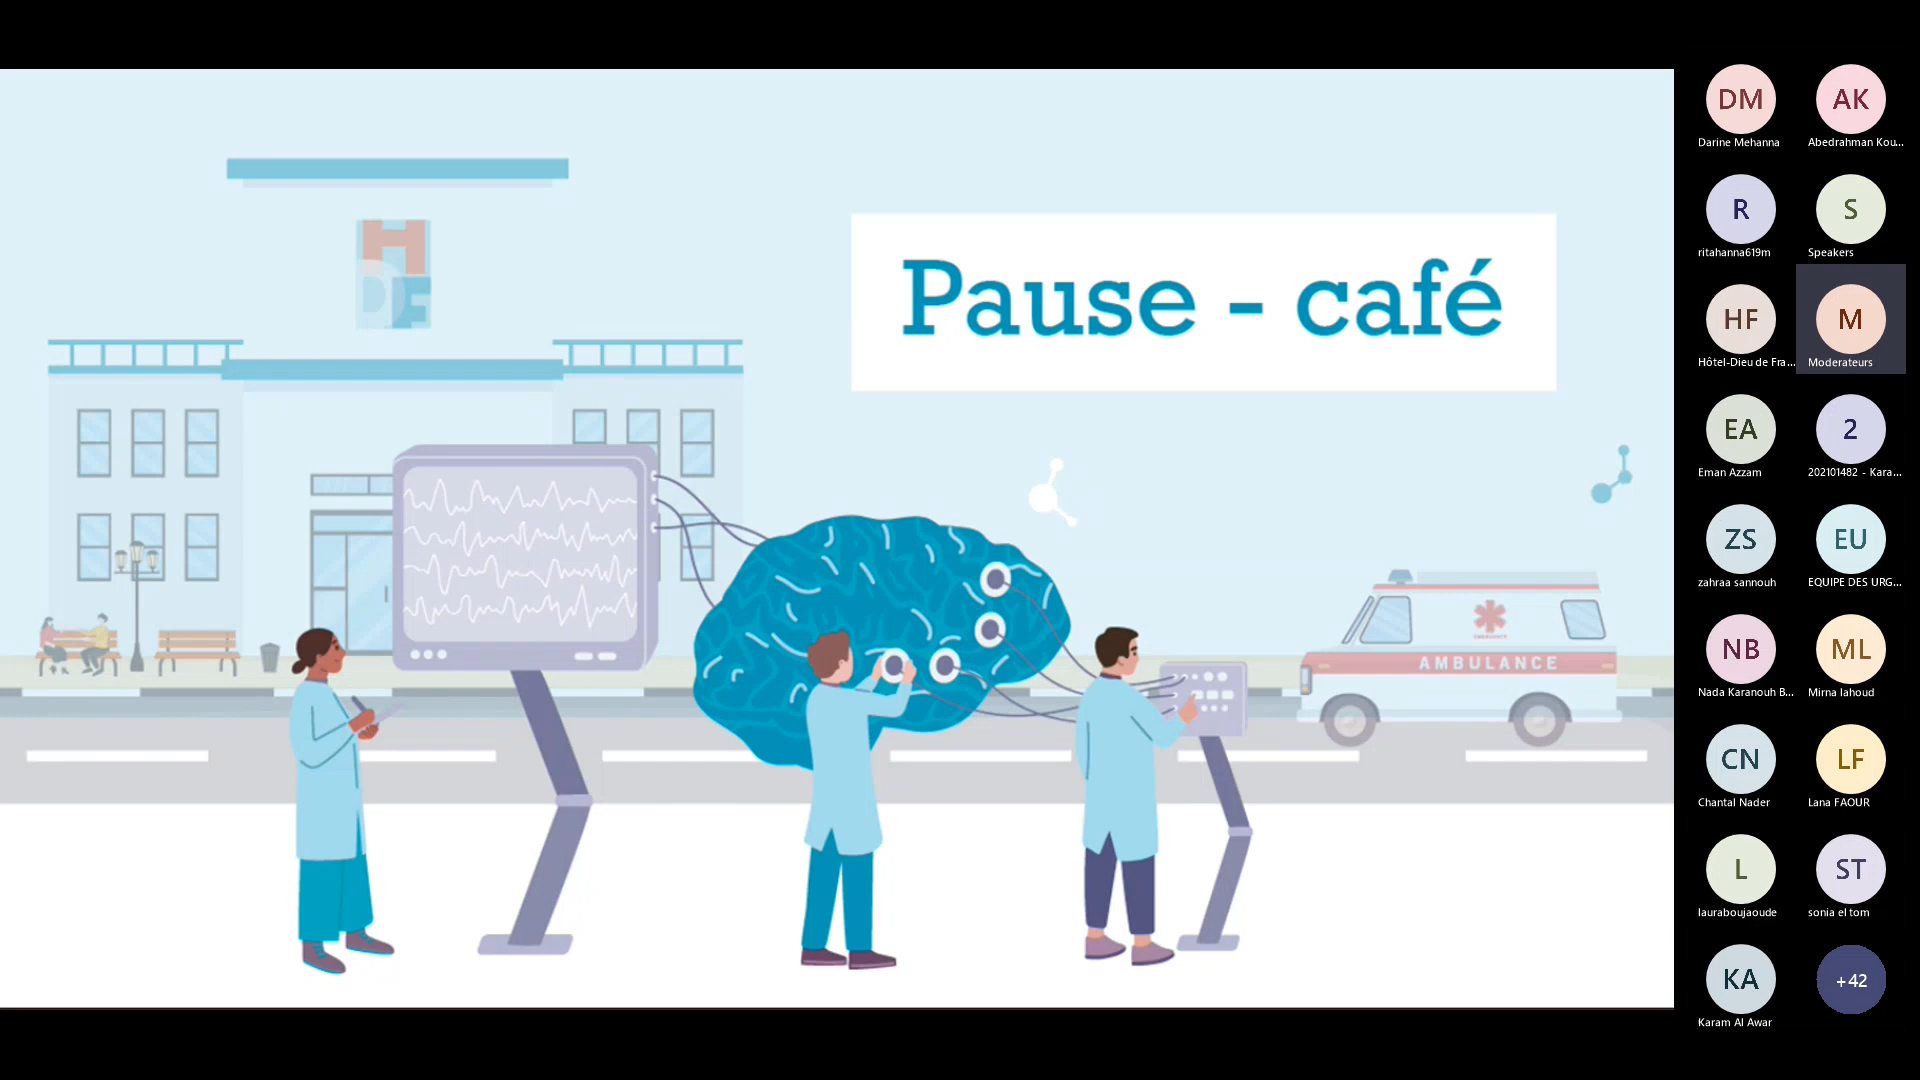 HDF
Pause - café
AMBULANCE
DM
Darine Mehanna
AK
Abedrahman Kou...
R
ritahanna619m
S
Speakers
HF
Hôtel-Dieu de Fra...
M
Moderateurs
EA
Eman Azzam
2
202101482 - Kara...
ZS
zahraa sannouh
EU
EQUIPE DES URG...
NB
Nada Karanouh B...
ML
Mirna lahoud
CN
Chantal Nader
LF
Lana FAOUR
L
lauraboujaoude
ST
sonia el tom
KA
Karam Al Awar
+42